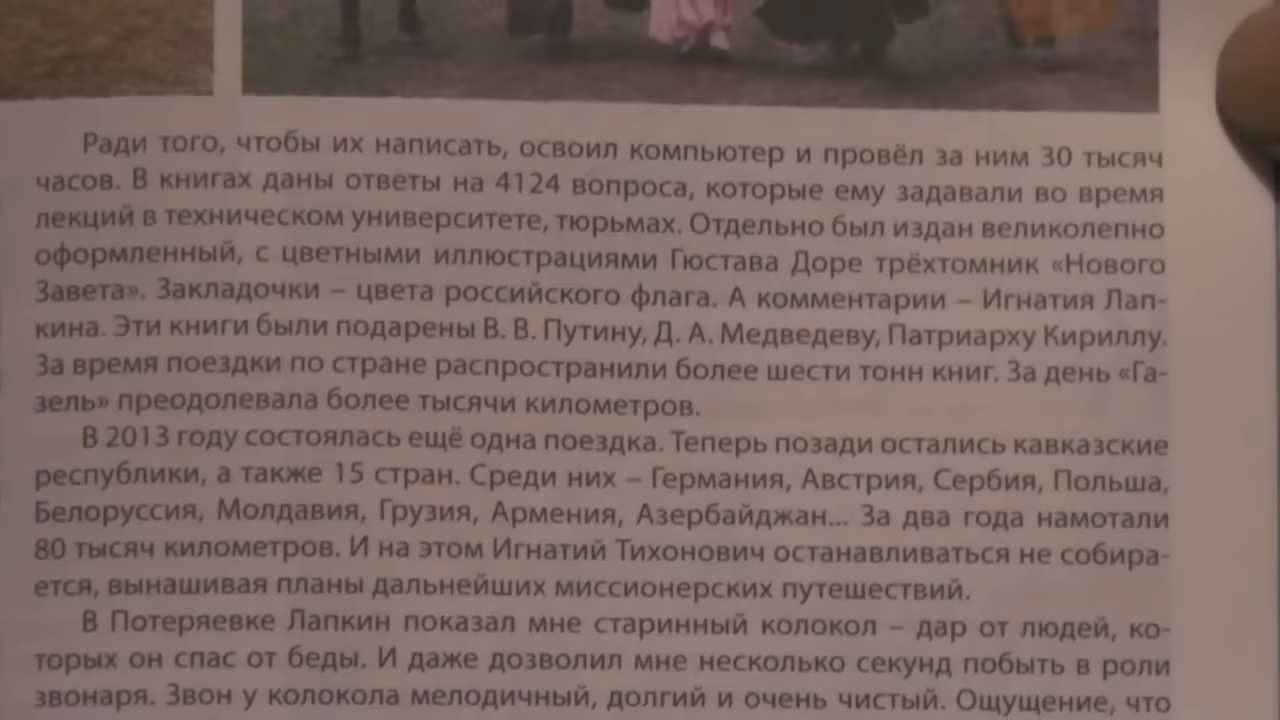 Ради того, чтобы их написать, освоил компьютер и провёл за ним 30 тысяч
часов. В книгах даны ответы на 4124 вопроса, которые ему задавали во время
лекций в техническом университете, тюрьмах. Отдельно был издан великолепно
оформленный, с цветными иллюстрациями Гюстава Доре трёхтомник «Нового
Завета». Закладочки – цвета российского флага. А комментарии – Игнатия Лап-
кина. Эти книги были подарены В. В. Путину, Д. А. Медведеву, Патриарху Кириллу.
За время поездки по стране распространили более шести тонн книг. За день «Га-
зель» преодолевала более тысячи километров.
В 2013 году состоялась ещё одна поездка. Теперь позади остались кавказские
республики, а также 15 стран. Среди них – Германия, Австрия, Сербия, Польша,
Белоруссия, Молдавия, Грузия, Армения, Азербайджан... За два года намотали
80 тысяч километров. И на этом Игнатий Тихонович останавливаться не собира-
ется, вынашивая планы дальнейших миссионерских путешествий.
В Потеряевке Лапкин показал мне старинный колокол – дар от людей, ко-
торых он спас от беды. И даже дозволил мне несколько секунд побыть в роли
звонаря. Звон у колокола мелодичный, долгий и очень чистый. Ощущение, что